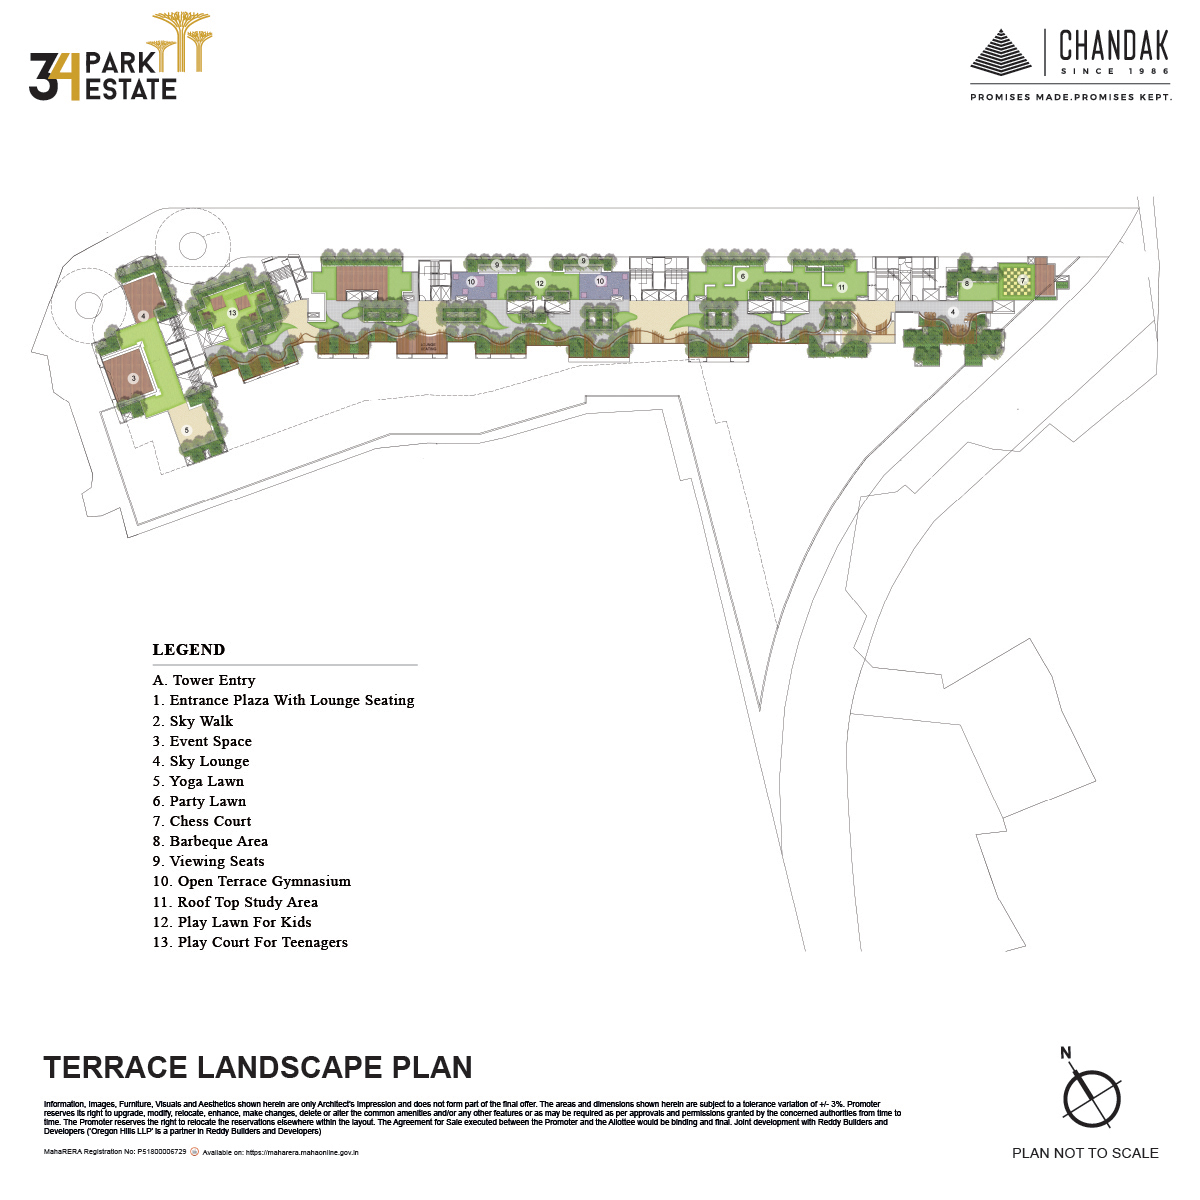 34 PARK
ESTATE
CHANDAK
SINCE 1986
PROMISES MADE.PROMISES KEPT.
9
9
4
13
10
12
10
6
11
8
7
4
LOUNGE
SEATING
3
5
LEGEND
A. Tower Entry
1. Entrance Plaza With Lounge Seating
2. Sky Walk
3. Event Space
4. Sky Lounge
5. Yoga Lawn
6. Party Lawn
7. Chess Court
8. Barbeque Area
9. Viewing Seats
10. Open Terrace Gymnasium
11. Roof Top Study Area
12. Play Lawn For Kids
13. Play Court For Teenagers
TERRACE LANDSCAPE PLAN
Information, Images, Furniture, Visuals and Aesthetics shown herein are only Architect's Impression and does not form part of the final offer. The areas and dimensions shown herein are subject to a tolerance variation of +/- 3%. Promoter
reserves its right to upgrade, modify, relocate, enhance, make changes, delete or alter the common amenities and/or any other features or as may be required as per approvals and permissions granted by the concerned authorities from time to
time. The Promoter reserves the right to relocate the reservations elsewhere within the layout. The Agreement for Sale executed between the Promoter and the Allottee would be binding and final. Joint development with Reddy Builders and
Developers ('Oregon Hills LLP' is a partner in Reddy Builders and Developers)
MahaRERA Registration No: P51800006729 Available on: https://maharera.mahaonline.gov.in
N
PLAN NOT TO SCALE